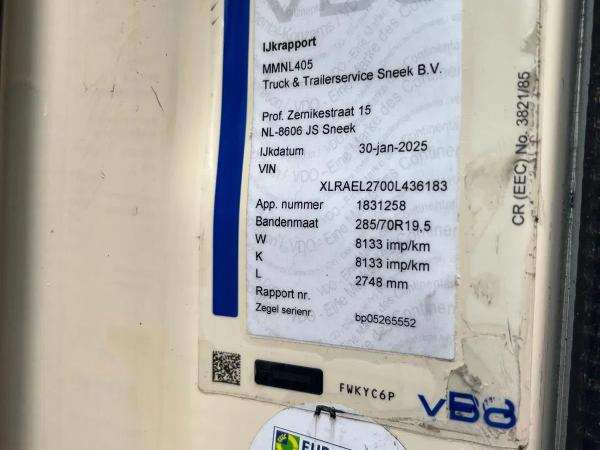 VDO
IJkrapport
MMNL405
Truck & Trailerservice Sneek B.V.
Prof. Zernikestraat 15
NL-8606 JS Sneek
IJkdatum 30-jan-2025
VIN
XLRAEL2700L436183
App. nummer 1831258
Bandenmaat 285/70R19,5
W 8133 imp/km
K 8133 imp/km
L 2748 mm
Rapport nr.
Zegel serienr. bp05265552
FWKYC6P
VDO
CR (EEC) No. 3821/85